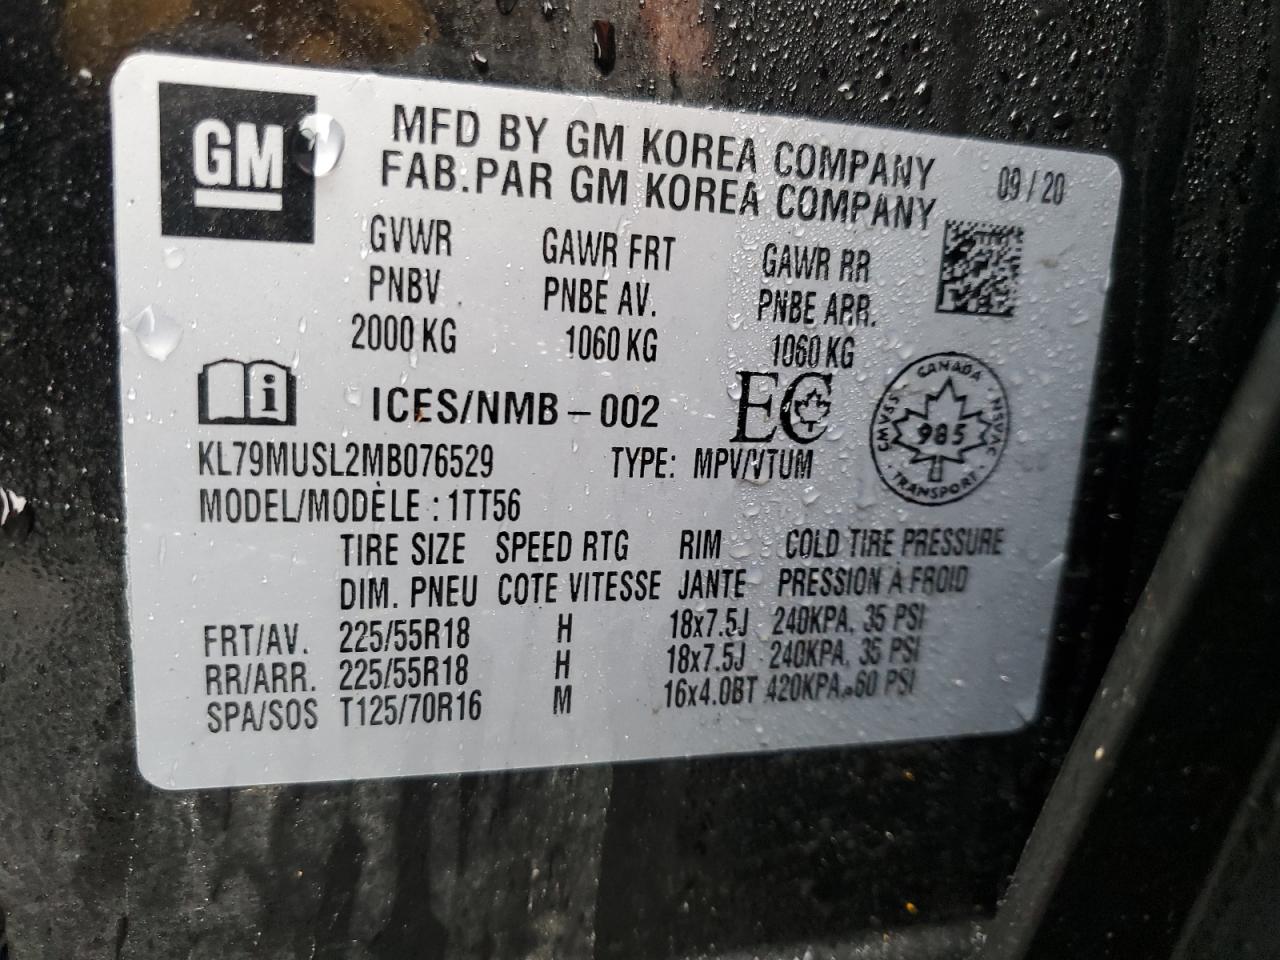 GM
MFD BY GM KOREA COMPANY
FAB.PAR GM KOREA COMPANY
09/20
GVWR GAWR FRT GAWR RR
PNBV PNBE AV. PNBE ARR.
2000 KG 1060 KG 1060 KG
i ICES/NMB-002 EC
CANADA
CMVSS NSVAC
985
TRANSPORT
KL79MUSL2MB076529 TYPE: MPV/VTUM
MODEL/MODÈLE : 1TT56
TIRE SIZE SPEED RTG RIM COLD TIRE PRESSURE
DIM. PNEU COTE VITESSE JANTE PRESSION À FROID
FRT/AV. 225/55R18 H 18x7.5J 240KPA, 35 PSI
RR/ARR. 225/55R18 H 18x7.5J 240KPA, 35 PSI
SPA/SOS T125/70R16 M 16x4.0BT 420KPA, 60 PSI